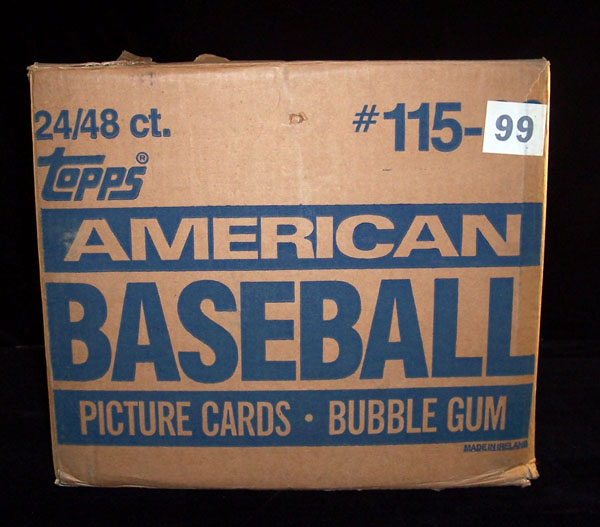 24/48 ct. #115-99
Topps®
AMERICAN
BASEBALL
PICTURE CARDS · BUBBLE GUM
MADE IN IRELAND